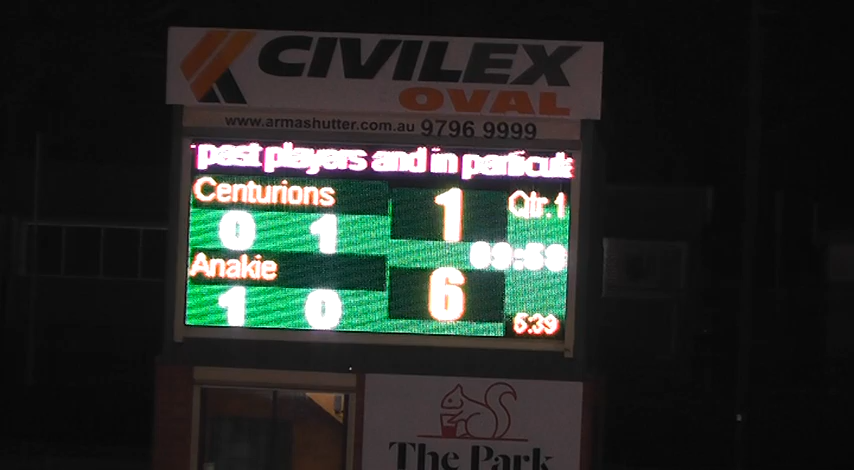 CIVILEX
OVAL
www.armashutter.com.au 9796 9999
past players and in particul
Centurions 1 Qtr.1
0 1
Anakie 6
1 0
5:39
The Park